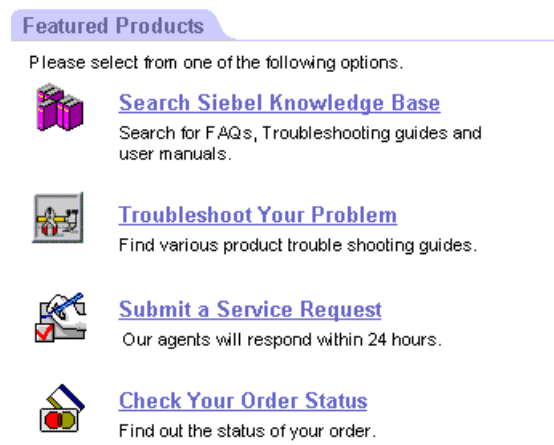 Featured Products
Please select from one of the following options.
Search Siebel Knowledge Base
Search for FAQs, Troubleshooting guides and
user manuals.
Troubleshoot Your Problem
Find various product trouble shooting guides.
Submit a Service Request
Our agents will respond within 24 hours.
Check Your Order Status
Find out the status of your order.